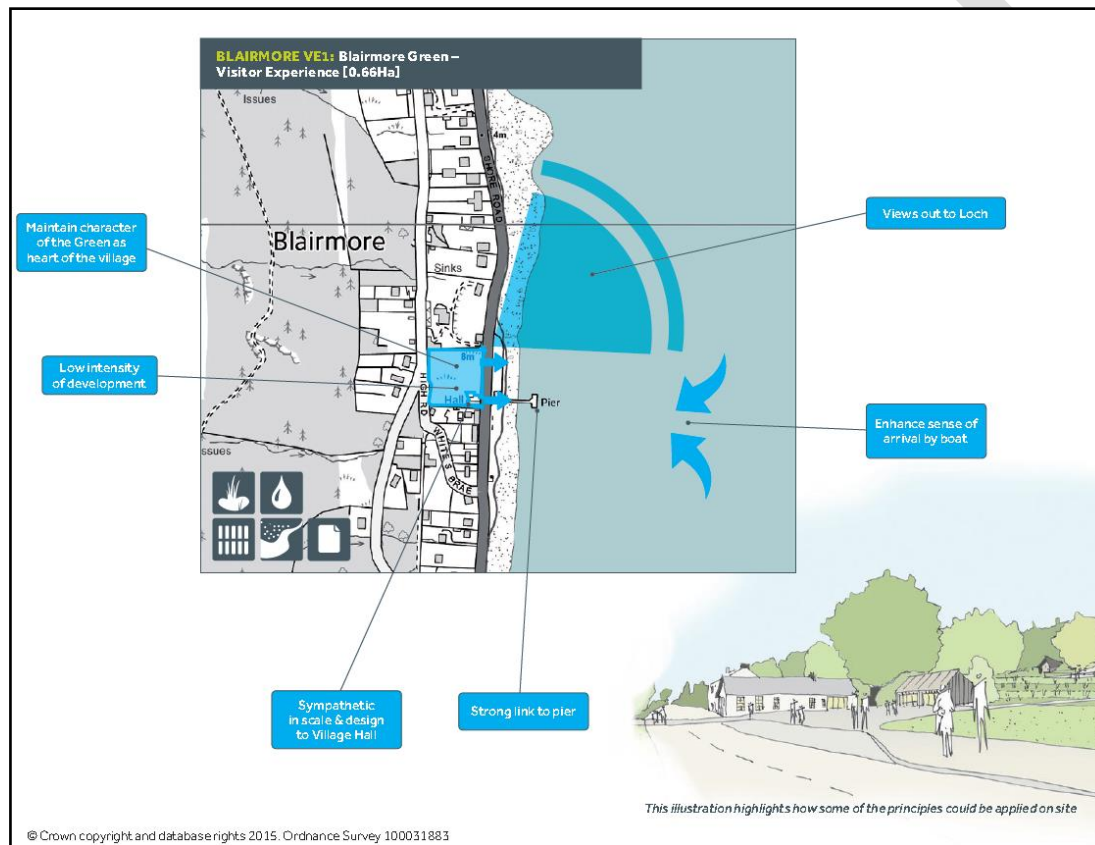 BLAIRMORE VE1: Blairmore Green –
Visitor Experience [0.66Ha]
Issues
4m
SHORE ROAD
Maintain character
of the Green as
heart of the village
Views out to Loch
Blairmore
Sinks
8m
Low intensity
of development
HIGH RD
Hall
Pier
Enhance sense of
arrival by boat
WHITE'S BRAE
ssues
Sympathetic
in scale & design
to Village Hall
Strong link to pier
This illustration highlights how some of the principles could be applied on site
© Crown copyright and database rights 2015. Ordnance Survey 100031883